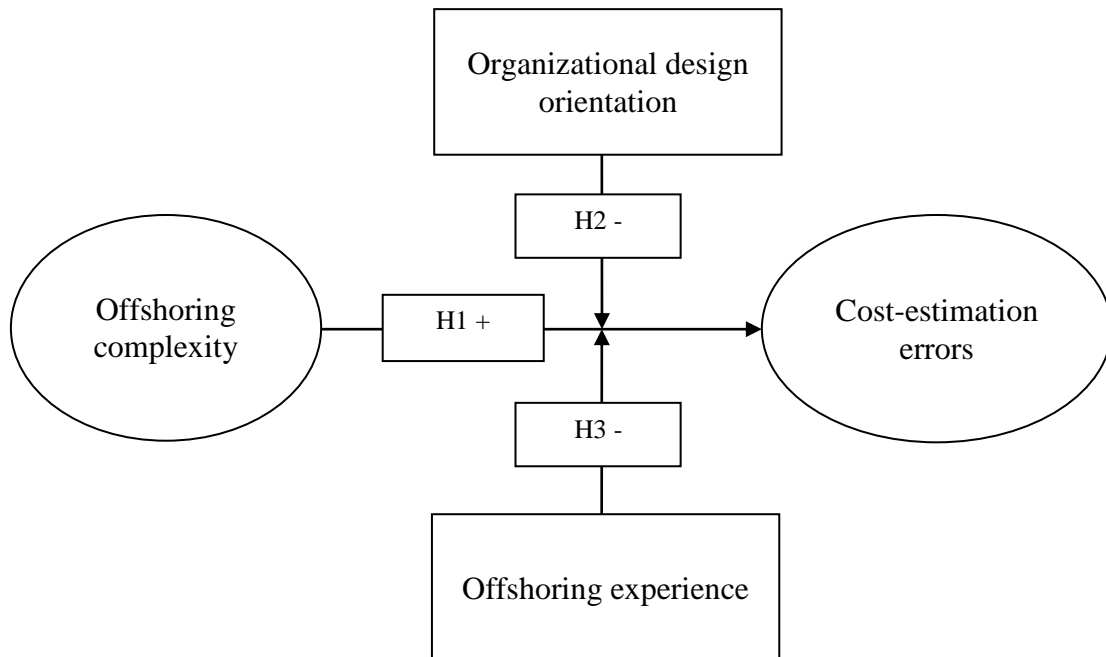 Organizational design
orientation
H2 -
Offshoring
complexity
H1 +
Cost-estimation
errors
H3 -
Offshoring experience